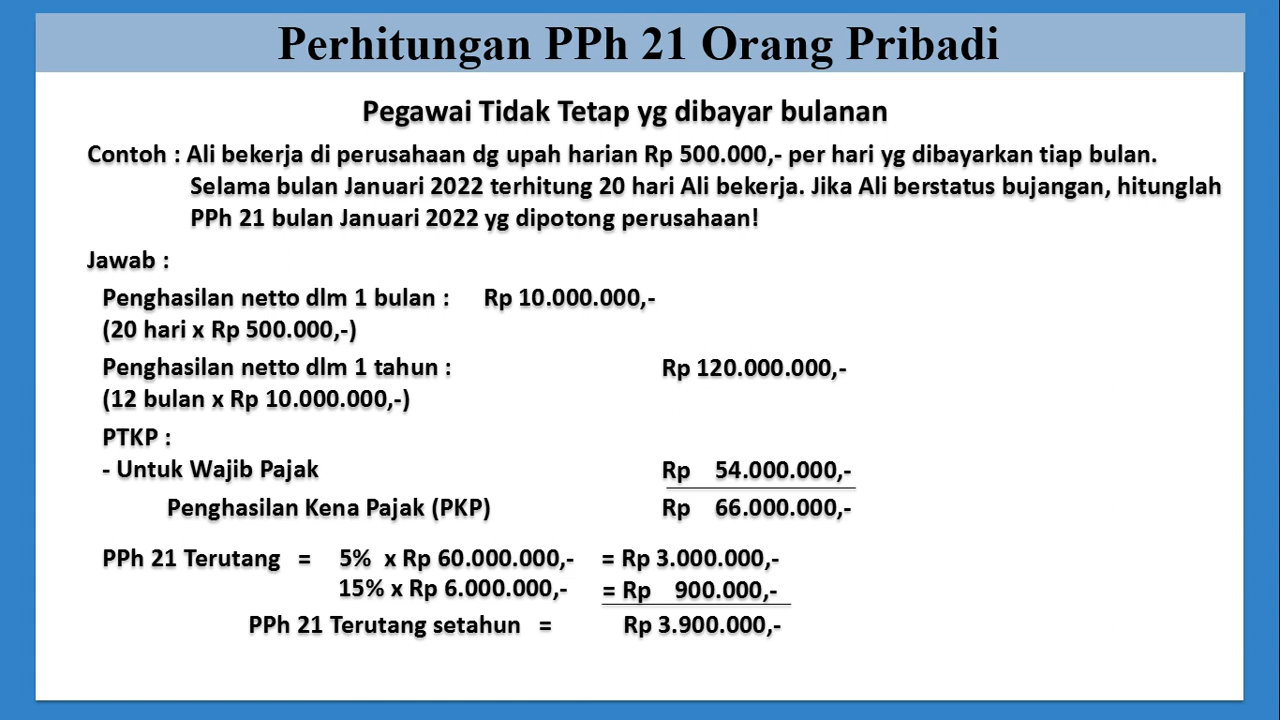 Perhitungan PPh 21 Orang Pribadi
Pegawai Tidak Tetap yg dibayar bulanan
Contoh : Ali bekerja di perusahaan dg upah harian Rp 500.000,- per hari yg dibayarkan tiap bulan.
Selama bulan Januari 2022 terhitung 20 hari Ali bekerja. Jika Ali berstatus bujangan, hitunglah
PPh 21 bulan Januari 2022 yg dipotong perusahaan!
Jawab :
Penghasilan netto dlm 1 bulan : Rp 10.000.000,-
(20 hari x Rp 500.000,-)
Penghasilan netto dlm 1 tahun : Rp 120.000.000,-
(12 bulan x Rp 10.000.000,-)
PTKP :
- Untuk Wajib Pajak Rp 54.000.000,-
Penghasilan Kena Pajak (PKP) Rp 66.000.000,-
PPh 21 Terutang = 5% x Rp 60.000.000,- = Rp 3.000.000,-
15% x Rp 6.000.000,- = Rp 900.000,-
PPh 21 Terutang setahun = Rp 3.900.000,-